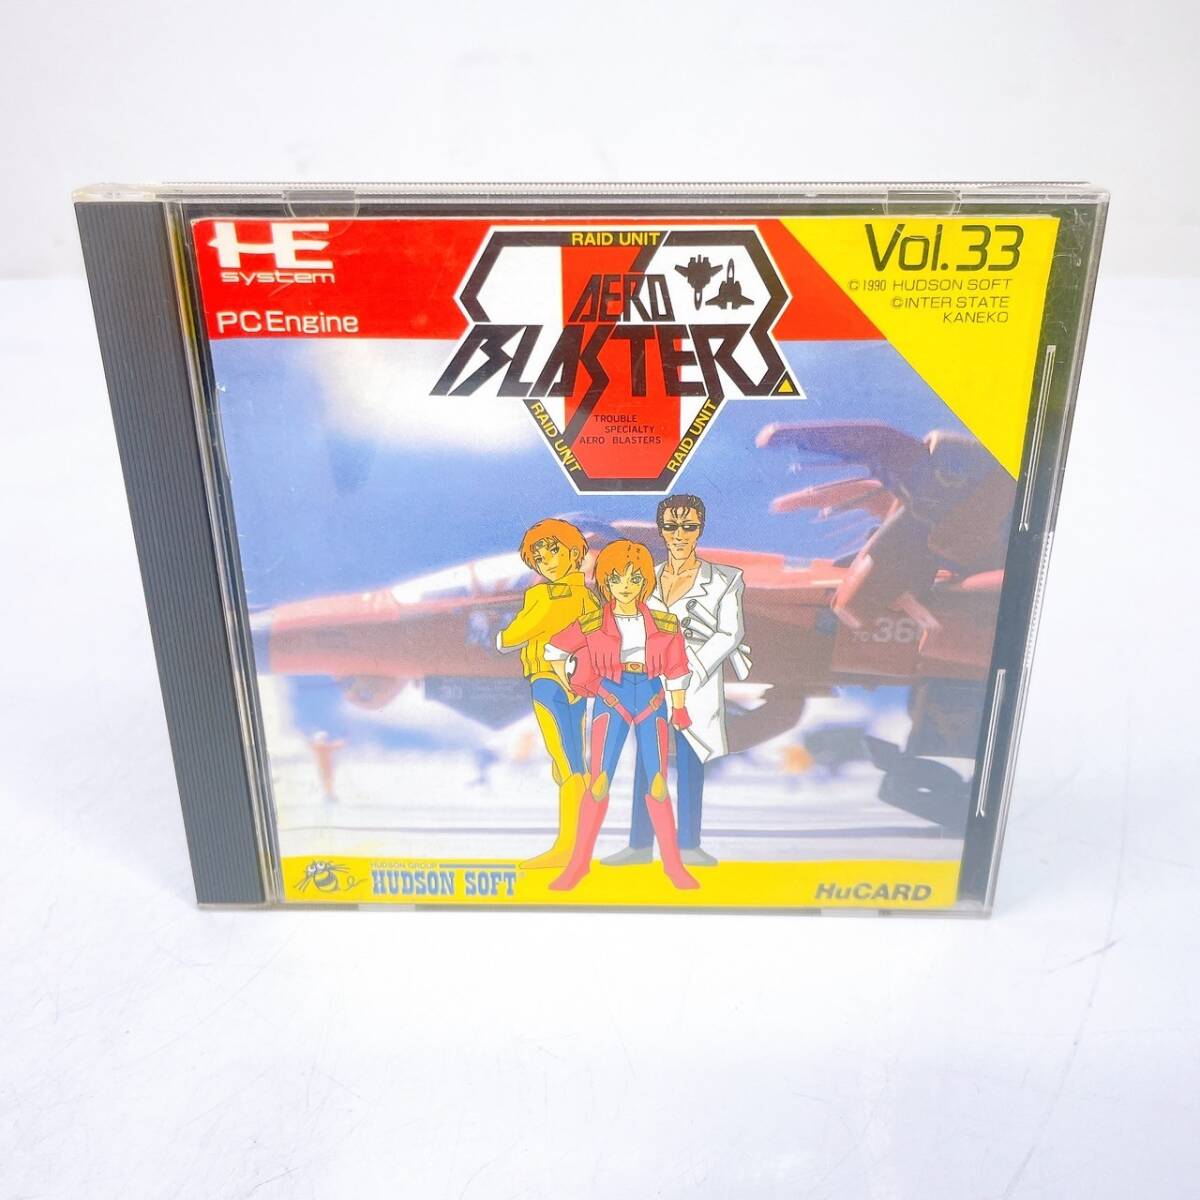 HE
system
PC Engine
RAID UNIT
AERO
BLASTERS
TROUBLE
SPECIALTY
AERO BLASTERS
RAID UNIT
RAID UNIT
Vol.33
©1990 HUDSON SOFT
©INTER STATE
KANEKO
36
HUDSON GROUP
HUDSON SOFT®
HuCARD